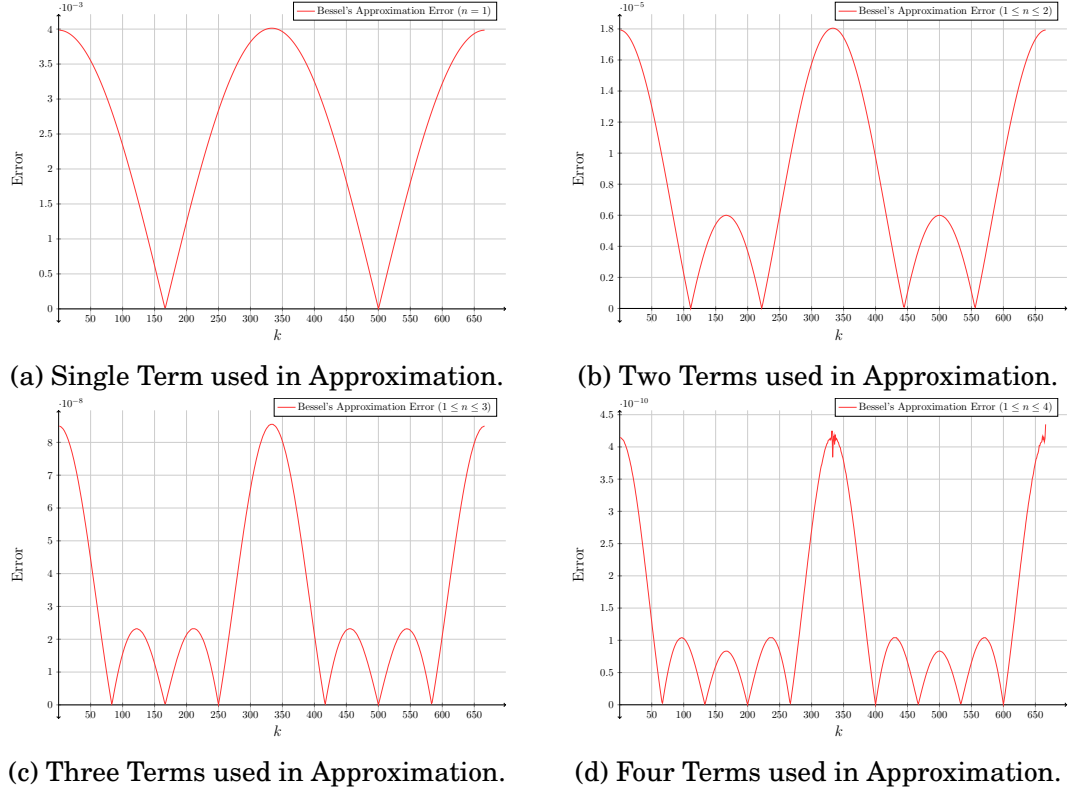 ·10⁻³
Bessel's Approximation Error (n = 1)
4
3.5
3
2.5
2
1.5
1
0.5
0
Error
50 100 150 200 250 300 350 400 450 500 550 600 650
k
(a) Single Term used in Approximation.
·10⁻⁵
Bessel's Approximation Error (1 ≤ n ≤ 2)
1.8
1.6
1.4
1.2
1
0.8
0.6
0.4
0.2
0
Error
50 100 150 200 250 300 350 400 450 500 550 600 650
k
(b) Two Terms used in Approximation.
·10⁻⁸
Bessel's Approximation Error (1 ≤ n ≤ 3)
8
7
6
5
4
3
2
1
0
Error
50 100 150 200 250 300 350 400 450 500 550 600 650
k
(c) Three Terms used in Approximation.
·10⁻¹⁰
Bessel's Approximation Error (1 ≤ n ≤ 4)
4.5
4
3.5
3
2.5
2
1.5
1
0.5
0
Error
50 100 150 200 250 300 350 400 450 500 550 600 650
k
(d) Four Terms used in Approximation.